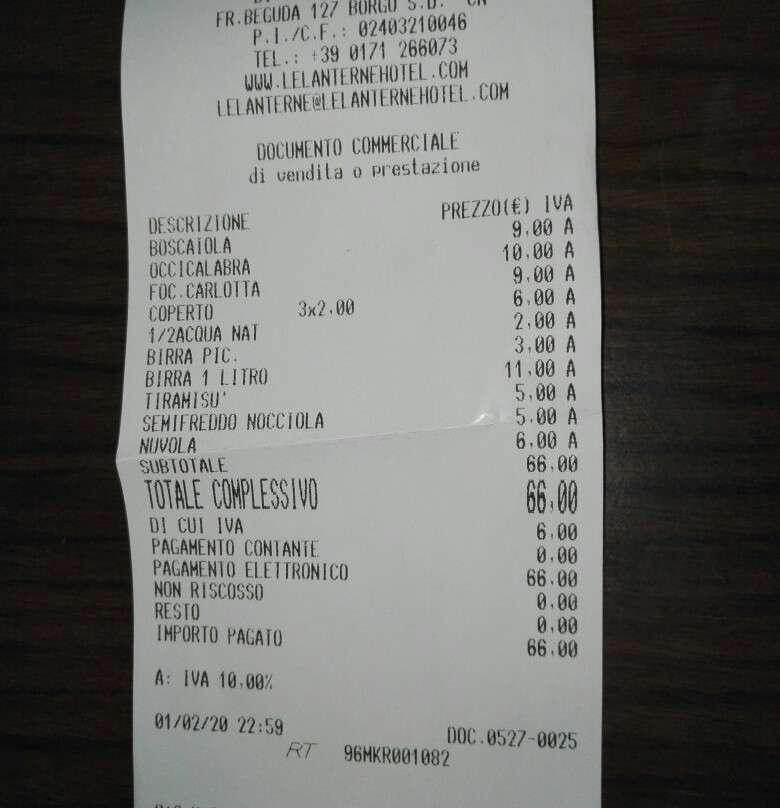 FR.BEGUDA 127 BORGO S.D. CN
P.I./C.F.: 02403210046
TEL.: +39 0171 266073
WWW.LELANTERNEHOTEL.COM
LELANTERNE@LELANTERNEHOTEL.COM
DOCUMENTO COMMERCIALE
di vendita o prestazione
DESCRIZIONE PREZZO(€) IVA
BOSCAIOLA 9,00 A
OCCICALABRA 10,00 A
FOC.CARLOTTA 9,00 A
COPERTO 3x2,00 6,00 A
1/2ACQUA NAT 2,00 A
BIRRA PIC. 3,00 A
BIRRA 1 LITRO 11,00 A
TIRAMISU' 5,00 A
SEMIFREDDO NOCCIOLA 5,00 A
NUVOLA 6,00 A
SUBTOTALE 66,00
TOTALE COMPLESSIVO 66,00
DI CUI IVA 6,00
PAGAMENTO CONTANTE 0,00
PAGAMENTO ELETTRONICO 66,00
NON RISCOSSO 0,00
RESTO 0,00
IMPORTO PAGATO 66,00
A: IVA 10,00%
01/02/20 22:59 DOC.0527-0025
RT 96MKR001082